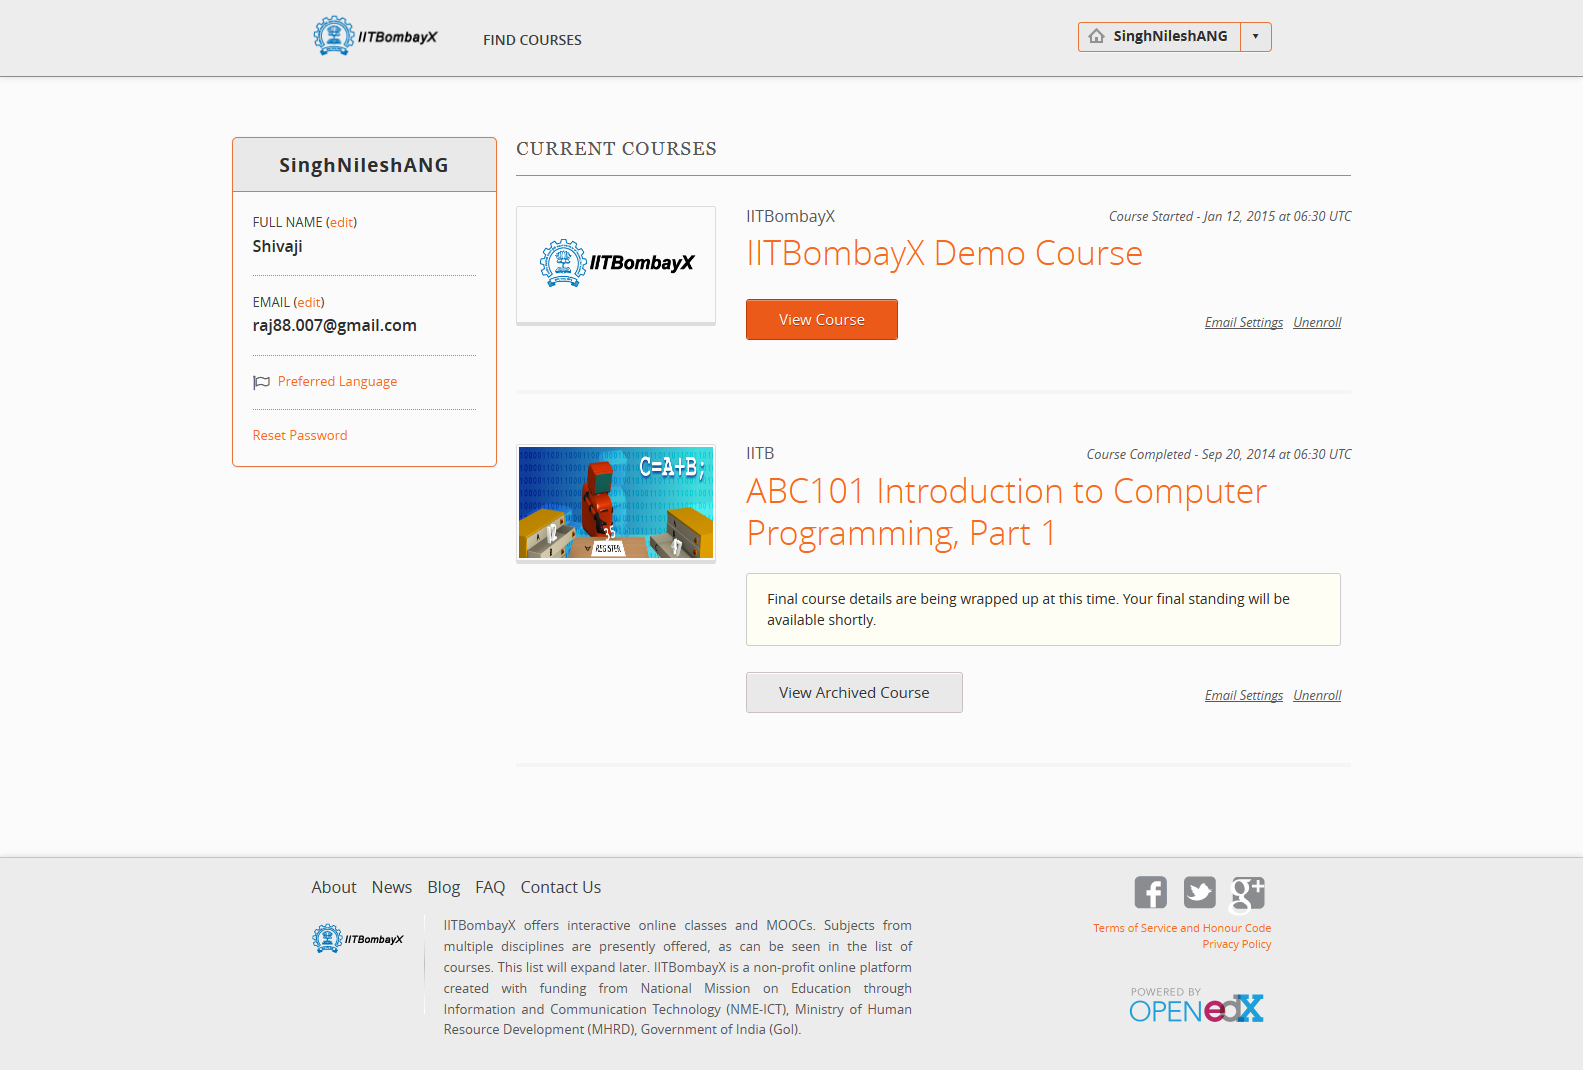 IITBombayX
FIND COURSES
SinghNileshANG
SinghNileshANG
FULL NAME (edit)
Shivaji
EMAIL (edit)
raj88.007@gmail.com
Preferred Language
Reset Password
CURRENT COURSES
IITBombayX
IITBombayX
Course Started - Jan 12, 2015 at 06:30 UTC
IITBombayX Demo Course
View Course
Email Settings Unenroll
C=A+B;
12
35
REGISTER
47
IITB
Course Completed - Sep 20, 2014 at 06:30 UTC
ABC101 Introduction to Computer
Programming, Part 1
Final course details are being wrapped up at this time. Your final standing will be
available shortly.
View Archived Course
Email Settings Unenroll
About News Blog FAQ Contact Us
IITBombayX
IITBombayX offers interactive online classes and MOOCs. Subjects from
multiple disciplines are presently offered, as can be seen in the list of
courses. This list will expand later. IITBombayX is a non-profit online platform
created with funding from National Mission on Education through
Information and Communication Technology (NME-ICT), Ministry of Human
Resource Development (MHRD), Government of India (GoI).
f
g+
Terms of Service and Honour Code
Privacy Policy
POWERED BY
OPEN edX